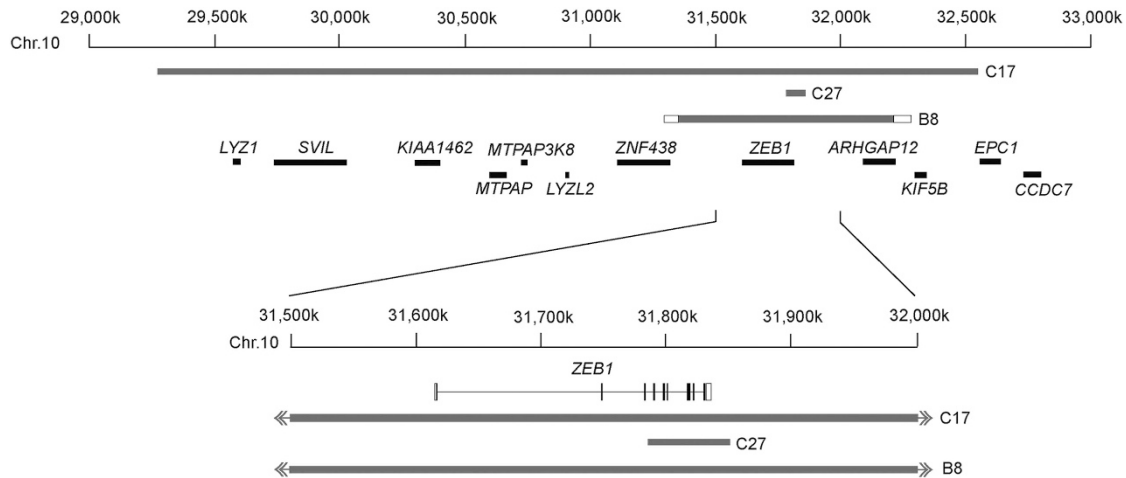 29,000k 29,500k 30,000k 30,500k 31,000k 31,500k 32,000k 32,500k 33,000k
Chr.10
C17
C27
B8
LYZ1 SVIL KIAA1462 MTPAP3K8 ZNF438 ZEB1 ARHGAP12 EPC1
MTPAP LYZL2 KIF5B CCDC7
31,500k 31,600k 31,700k 31,800k 31,900k 32,000k
Chr.10
ZEB1
C17
C27
B8